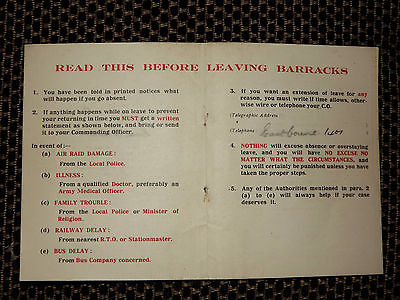 READ THIS BEFORE LEAVING BARRACKS
1. You have been told in printed notices what
will happen if you go absent.
2. If anything happens while on leave to prevent
your returning in time you MUST get a written
statement as shown below, and bring or send
it to your Commanding Officer.
In event of :—
(a) AIR RAID DAMAGE:
From the Local Police.
(b) ILLNESS:
From a qualified Doctor, preferably an
Army Medical Officer.
(c) FAMILY TROUBLE:
From the Local Police or Minister of
Religion.
(d) RAILWAY DELAY:
From nearest R.T.O. or Stationmaster.
(e) BUS DELAY:
From Bus Company concerned.
3. If you want an extension of leave for any
reason, you must write if time allows, other-
wise wire or telephone your C.O.
(Telegraphic Address
(Telephone Eastbourne
4. NOTHING will excuse absence or overstaying
leave, and you will have NO EXCUSE NO
MATTER WHAT THE CIRCUMSTANCES, and
you will certainly be punished unless you have
taken the proper steps.
5. Any of the Authorities mentioned in para. 2
(a) to (e) will always help if your case
deserves it.